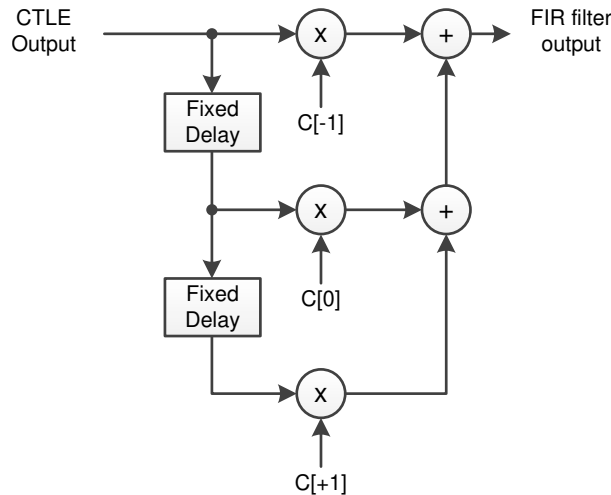 CTLE
Output
FIR filter
output
x
+
C[-1]
Fixed
Delay
x
+
C[0]
Fixed
Delay
x
C[+1]